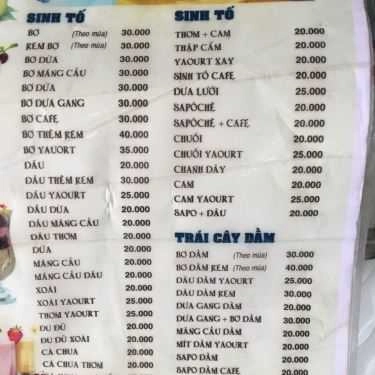 SINH TỐ
BƠ (Theo mùa) 30.000
KEM BƠ (Theo mùa) 30.000
BƠ DỪA 30.000
BƠ MÃNG CẦU 30.000
BƠ DỨA 30.000
BƠ DƯA GANG 30.000
BƠ CAFE 30.000
BƠ THÊM KEM 40.000
BƠ YAUORT 35.000
DÂU 20.000
DÂU THÊM KEM 30.000
DÂU YAOURT 25.000
DÂU DỪA 20.000
DÂU MÃNG CẦU 20.000
DÂU THƠM 20.000
DỪA 20.000
MÃNG CẦU 20.000
MÃNG CẦU DÂU 20.000
XOÀI 20.000
XOÀI YAOURT 25.000
THƠM YAOURT 25.000
ĐU ĐỦ 20.000
ĐU ĐỦ XOÀI 20.000
CÀ CHUA 20.000
CÀ CHUA THƠM 20.000
SINH TỐ
THƠM + CAM 20.000
THẬP CẨM 20.000
YAOURT XAY 20.000
SINH TỐ CAFE 20.000
DƯA LƯỚI 25.000
SAPÔCHÊ 20.000
SAPÔCHÊ + CAFE 20.000
CHUỐI 20.000
CHUỐI YAOURT 25.000
CHANH DÂY 20.000
CAM 20.000
CAM YAOURT 25.000
SAPO + DÂU 20.000
TRÁI CÂY DẦM
BƠ DẦM (Theo mùa) 30.000
BƠ DẦM KEM (Theo mùa) 40.000
DÂU DẦM YAOURT 25.000
DÂU DẦM KEM 30.000
DƯA GANG DẦM 20.000
DƯA GANG + BƠ DẦM 30.000
MÃNG CẦU DẦM 20.000
MÍT DẦM YAOURT 25.000
SAPO DẦM 20.000
SAPO DẦM CAFE 20.000